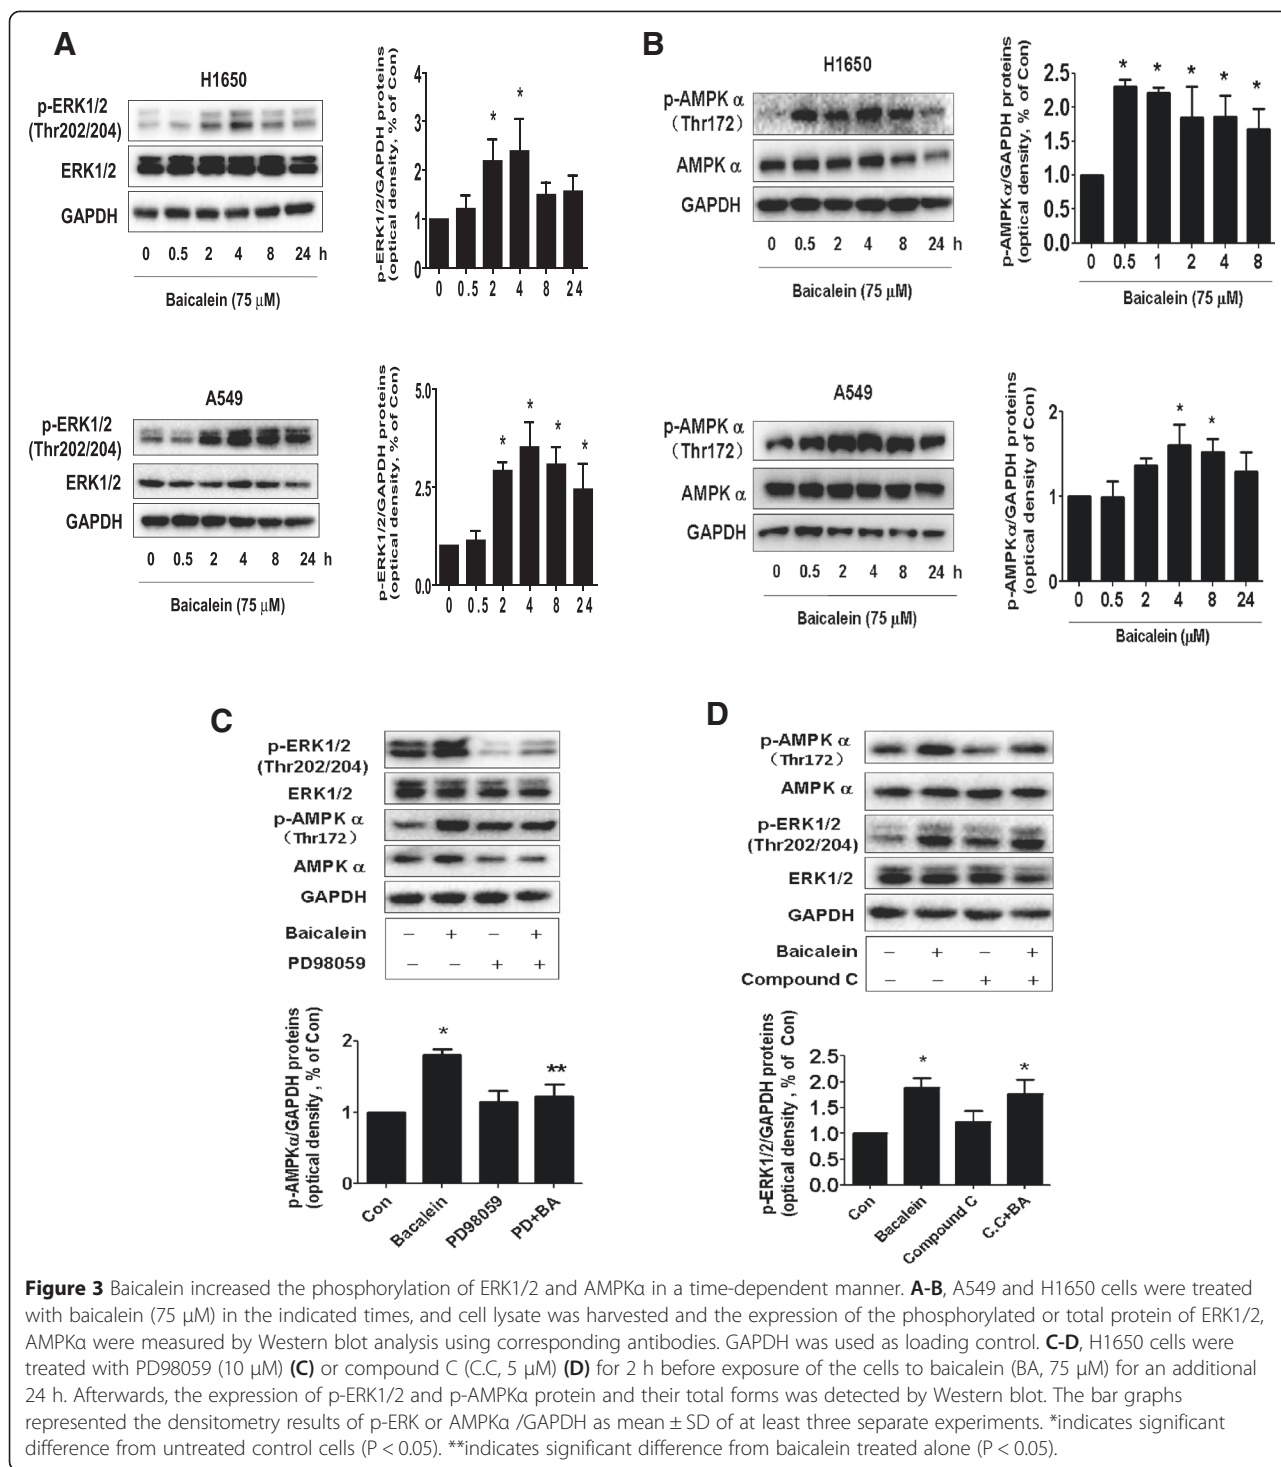 A
H1650
p-ERK1/2
(Thr202/204)
ERK1/2
GAPDH
0 0.5 2 4 8 24 h
Baicalein (75 μM)
p-ERK1/2/GAPDH proteins
(optical density, % of Con)
4
3
2
1
0
* *
0 0.5 2 4 8 24
B
H1650
p-AMPK α
(Thr172)
AMPK α
GAPDH
0 0.5 2 4 8 24 h
Baicalein (75 μM)
p-AMPKα/GAPDH proteins
(optical density, % of Con)
2.5
2.0
1.5
1.0
0.5
0.0
* * * * *
0 0.5 1 2 4 8
Baicalein (75 μM)
A549
p-ERK1/2
(Thr202/204)
ERK1/2
GAPDH
0 0.5 2 4 8 24 h
Baicalein (75 μM)
p-ERK1/2/GAPDH proteins
(optical density, % of Con)
5.0
2.5
0.0
* * * *
0 0.5 2 4 8 24
A549
p-AMPK α
(Thr172)
AMPK α
GAPDH
0 0.5 2 4 8 24 h
Baicalein (75 μM)
p-AMPKα/GAPDH proteins
(optical density of Con)
2
1
0
* *
0 0.5 2 4 8 24
Baicalein (μM)
C
p-ERK1/2
(Thr202/204)
ERK1/2
p-AMPK α
(Thr172)
AMPK α
GAPDH
Baicalein − + − +
PD98059 − − + +
p-AMPKα/GAPDH proteins
(optical density , % of Con)
2
1
0
* **
Con Bacalein PD98059 PD+BA
D
p-AMPK α
(Thr172)
AMPK α
p-ERK1/2
(Thr202/204)
ERK1/2
GAPDH
Baicalein − + − +
Compound C − − + +
p-ERK1/2/GAPDH proteins
(optical density , % of Con)
2.5
2.0
1.5
1.0
0.5
0.0
* *
Con Bacalein Compound C C.C+BA
Figure 3 Baicalein increased the phosphorylation of ERK1/2 and AMPKα in a time-dependent manner. A-B, A549 and H1650 cells were treated
with baicalein (75 μM) in the indicated times, and cell lysate was harvested and the expression of the phosphorylated or total protein of ERK1/2,
AMPKα were measured by Western blot analysis using corresponding antibodies. GAPDH was used as loading control. C-D, H1650 cells were
treated with PD98059 (10 μM) (C) or compound C (C.C, 5 μM) (D) for 2 h before exposure of the cells to baicalein (BA, 75 μM) for an additional
24 h. Afterwards, the expression of p-ERK1/2 and p-AMPKα protein and their total forms was detected by Western blot. The bar graphs
represented the densitometry results of p-ERK or AMPKα /GAPDH as mean ± SD of at least three separate experiments. *indicates significant
difference from untreated control cells (P < 0.05). **indicates significant difference from baicalein treated alone (P < 0.05).